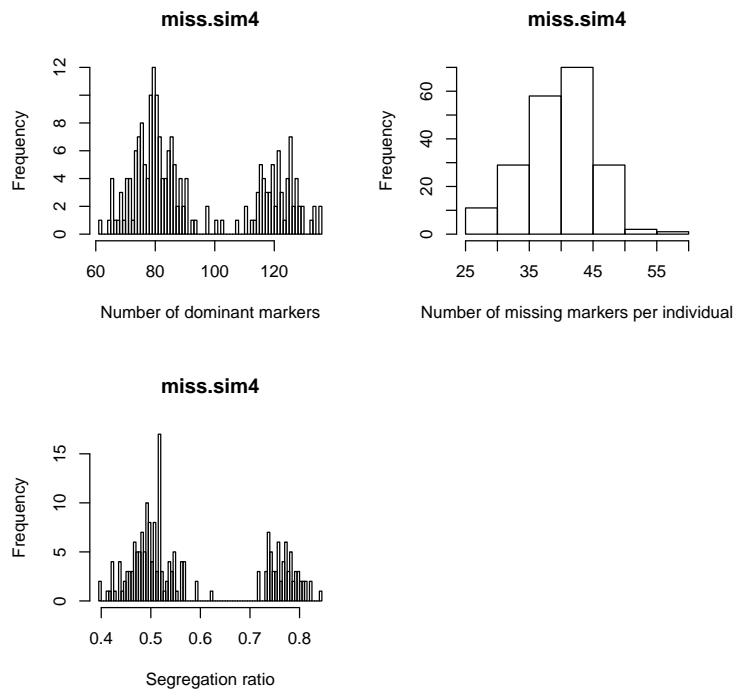 miss.sim4
Frequency
0 2 4 6 8 12
60 80 100 120
Number of dominant markers
miss.sim4
Frequency
0 20 60
25 35 45 55
Number of missing markers per individual
miss.sim4
Frequency
0 5 10 15
0.4 0.5 0.6 0.7 0.8
Segregation ratio